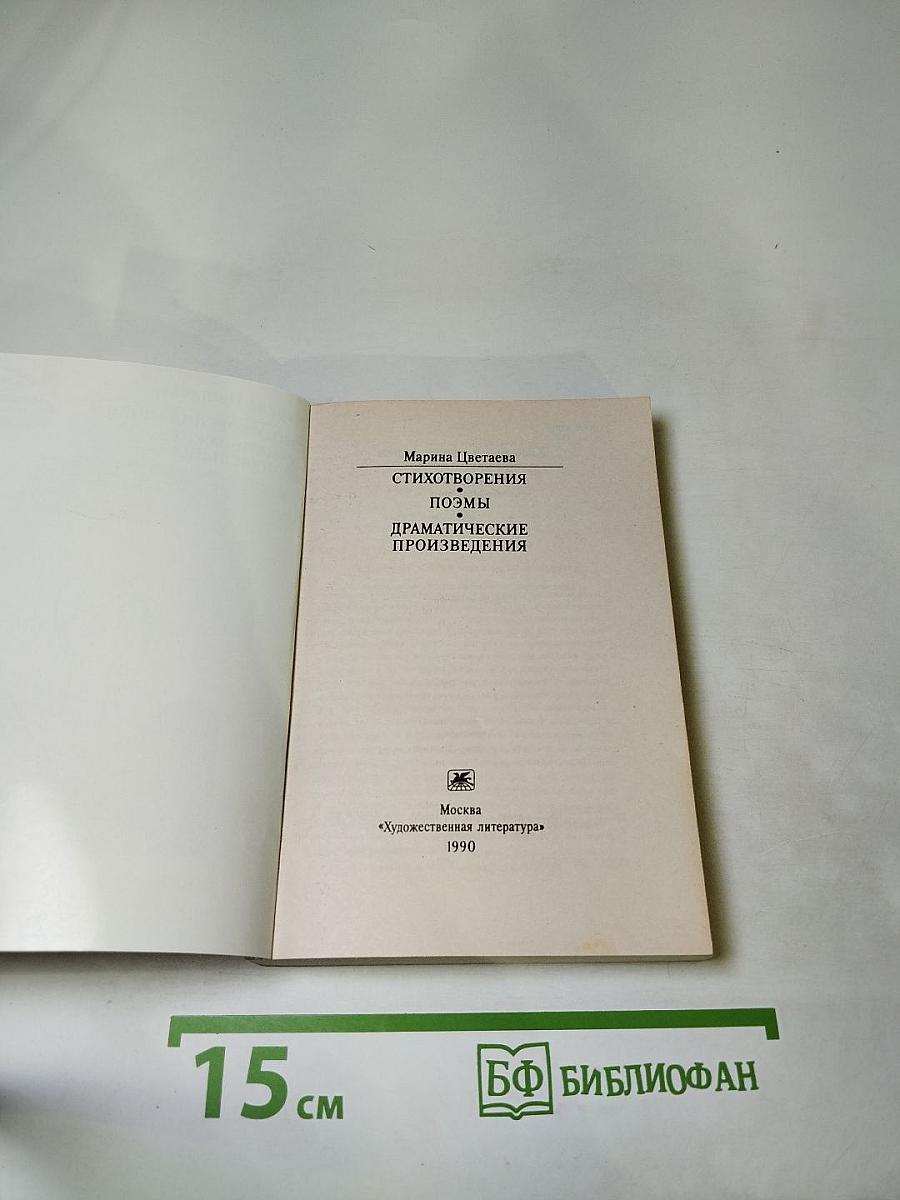 Марина Цветаева
СТИХОТВОРЕНИЯ
•
ПОЭМЫ
•
ДРАМАТИЧЕСКИЕ
ПРОИЗВЕДЕНИЯ
Москва
«Художественная литература»
1990
15 см
БФ БИБЛИОФАН